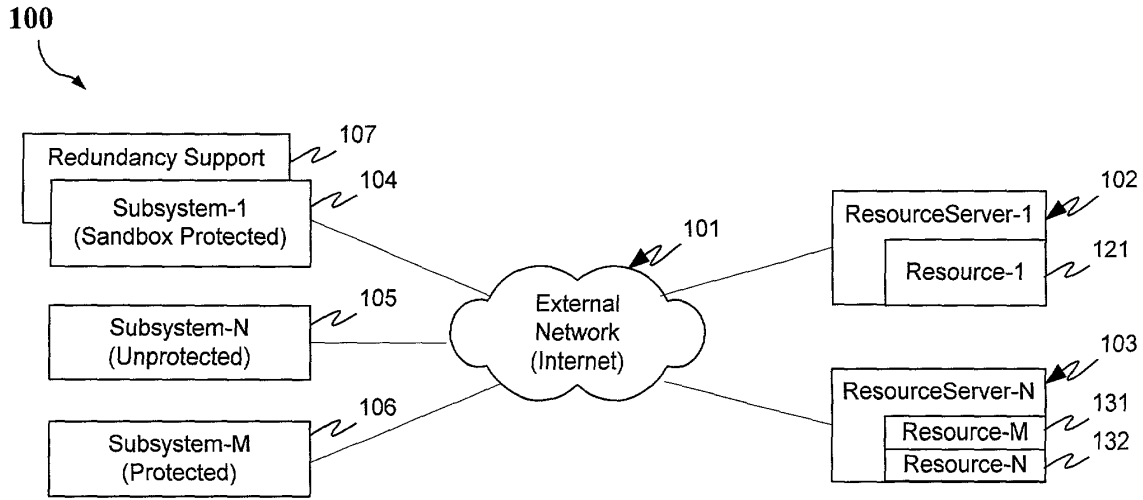 100
107
Redundancy Support
104
Subsystem-1
(Sandbox Protected)
105
Subsystem-N
(Unprotected)
106
Subsystem-M
(Protected)
101
External
Network
(Internet)
102
ResourceServer-1
121
Resource-1
103
ResourceServer-N
131
Resource-M
132
Resource-N